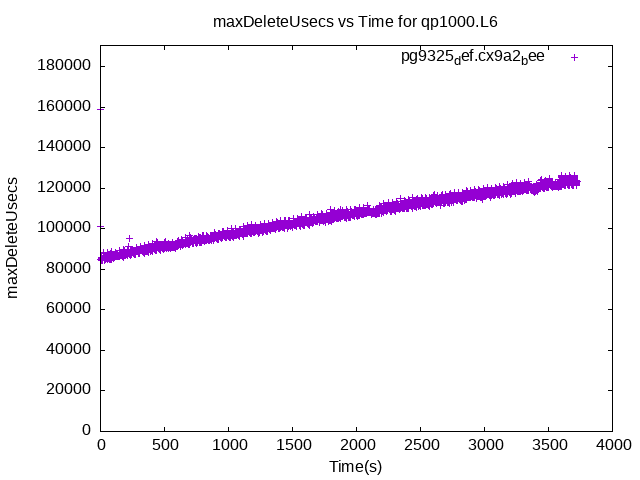 maxDeleteUsecs vs Time for qp1000.L6
pg9325def.cx9a2bee
180000
160000
140000
120000
100000
80000
60000
40000
20000
0
maxDeleteUsecs
0 500 1000 1500 2000 2500 3000 3500 4000
Time(s)